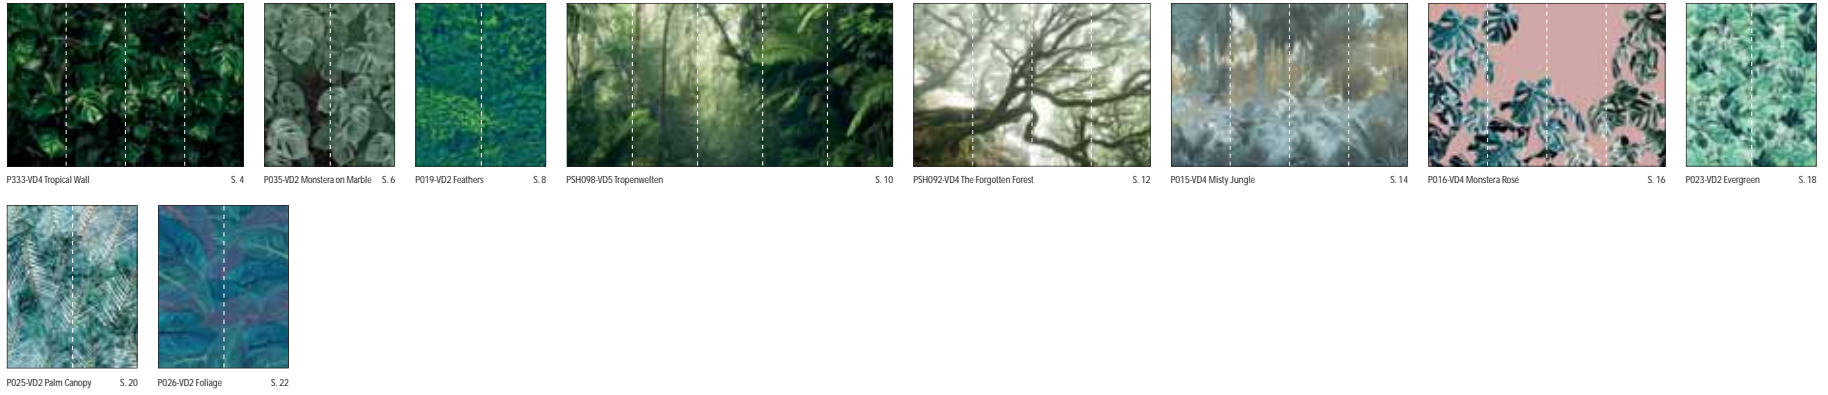 P333-VD4 Tropical Wall S. 4
P035-VD2 Monstera on Marble S. 6
P019-VD2 Feathers S. 8
PSH098-VD5 Tropenwelten S. 10
PSH092-VD4 The Forgotten Forest S. 12
P015-VD4 Misty Jungle S. 14
P016-VD4 Monstera Rosé S. 16
P023-VD2 Evergreen S. 18
P025-VD2 Palm Canopy S. 20
P026-VD2 Foliage S. 22